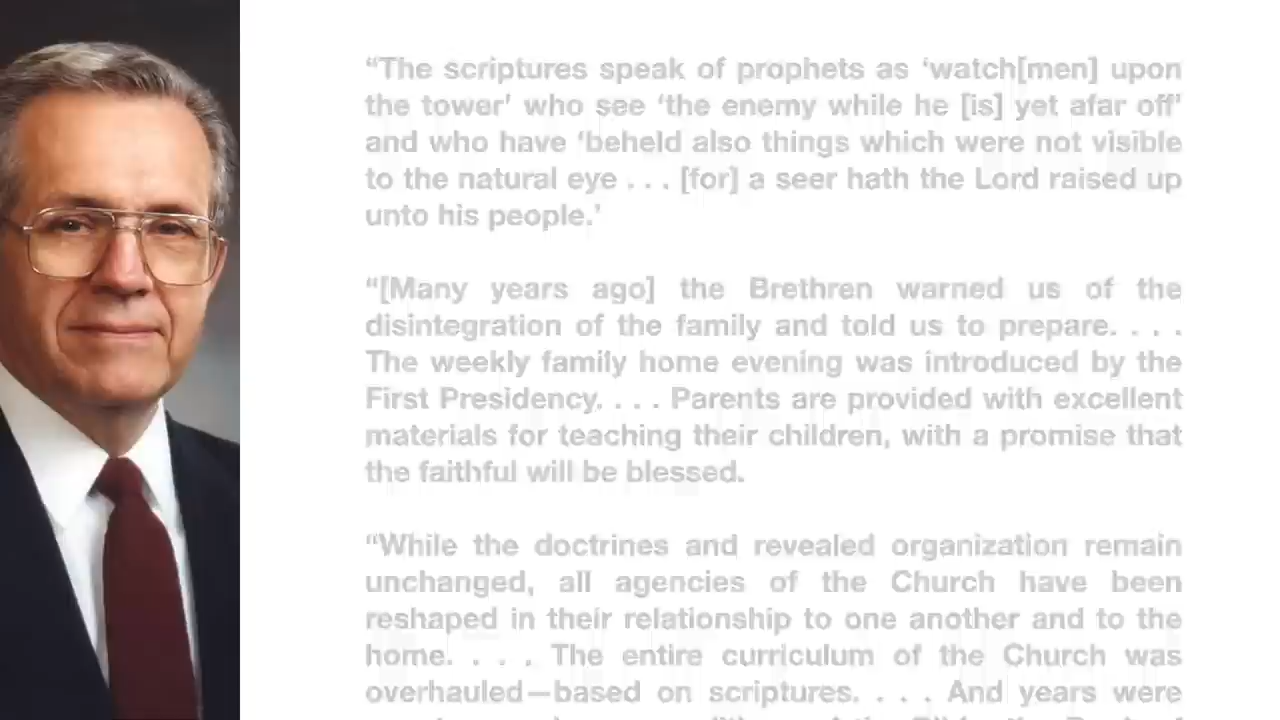 “The scriptures speak of prophets as ‘watch[men] upon
the tower’ who see ‘the enemy while he [is] yet afar off’
and who have ‘beheld also things which were not visible
to the natural eye . . . [for] a seer hath the Lord raised up
unto his people.’
“[Many years ago] the Brethren warned us of the
disintegration of the family and told us to prepare. . . .
The weekly family home evening was introduced by the
First Presidency. . . . Parents are provided with excellent
materials for teaching their children, with a promise that
the faithful will be blessed.
“While the doctrines and revealed organization remain
unchanged, all agencies of the Church have been
reshaped in their relationship to one another and to the
home. . . . The entire curriculum of the Church was
overhauled—based on scriptures. . . . And years were